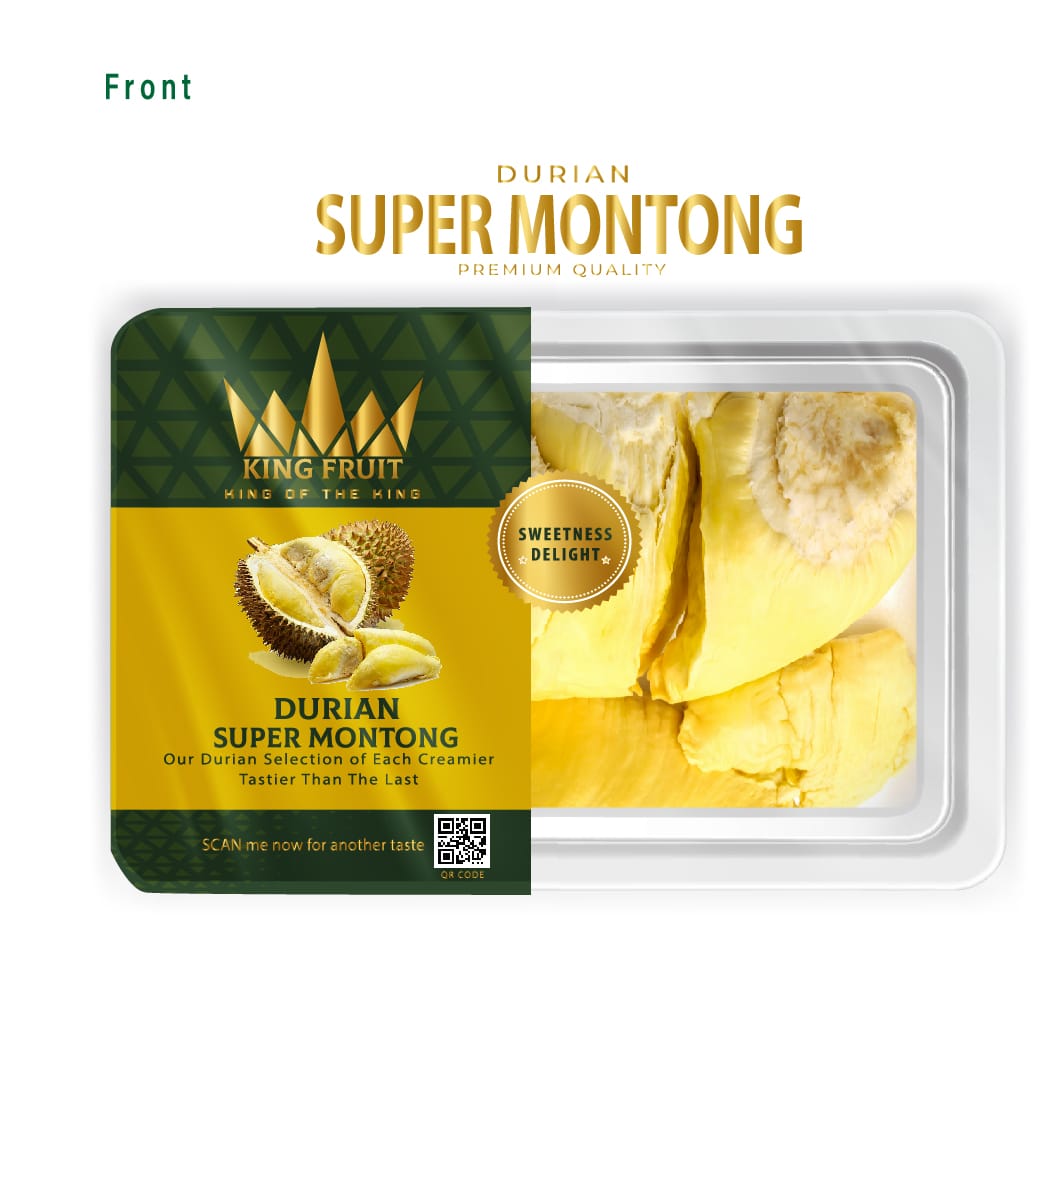 Front
DURIAN
SUPER MONTONG
PREMIUM QUALITY
KING FRUIT
KING OF THE KING
SWEETNESS
DELIGHT
DURIAN
SUPER MONTONG
Our Durian Selection of Each Creamier
Tastier Than The Last
SCAN me now for another taste
QR CODE